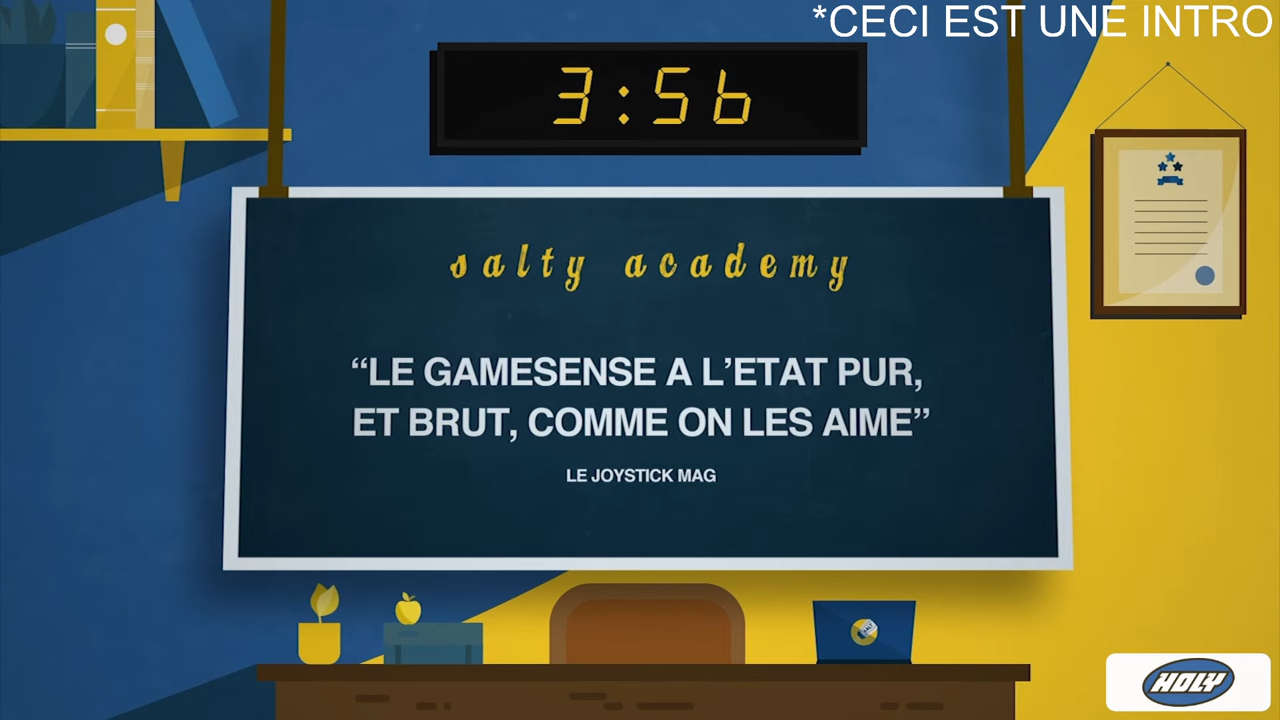 *CECI EST UNE INTRO
3:56
salty academy
“LE GAMESENSE A L’ETAT PUR,
ET BRUT, COMME ON LES AIME”
LE JOYSTICK MAG
HOLY